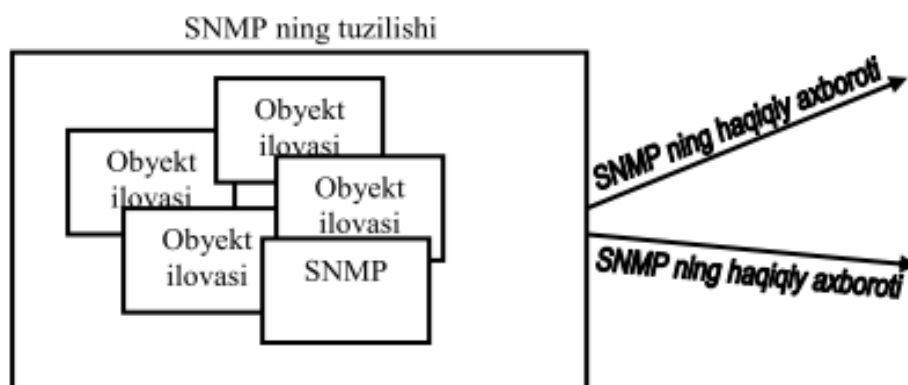 SNMP ning tuzilishi
Obyekt
ilovasi
Obyekt
ilovasi
Obyekt
ilovasi
Obyekt
ilovasi
SNMP
SNMP ning haqiqiy axboroti
SNMP ning haqiqiy axboroti